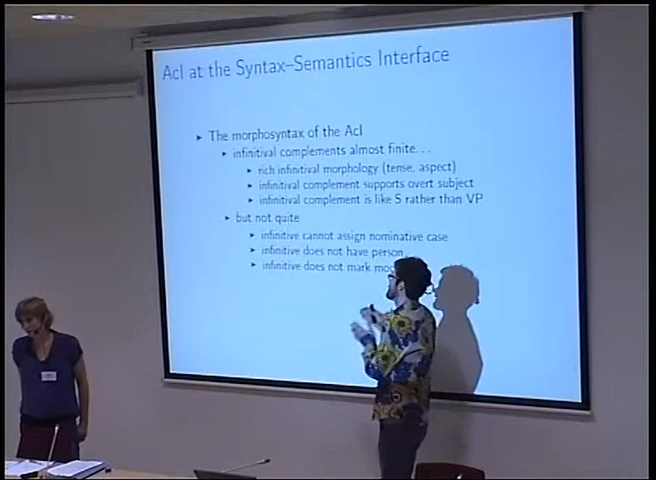 AcI at the Syntax–Semantics Interface
The morphosyntax of the AcI
infinitival complements almost finite...
rich infinitival morphology (tense, aspect)
infinitival complement supports overt subject
infinitival complement is like S rather than VP
but not quite
infinitive cannot assign nominative case
infinitive does not have person
infinitive does not mark